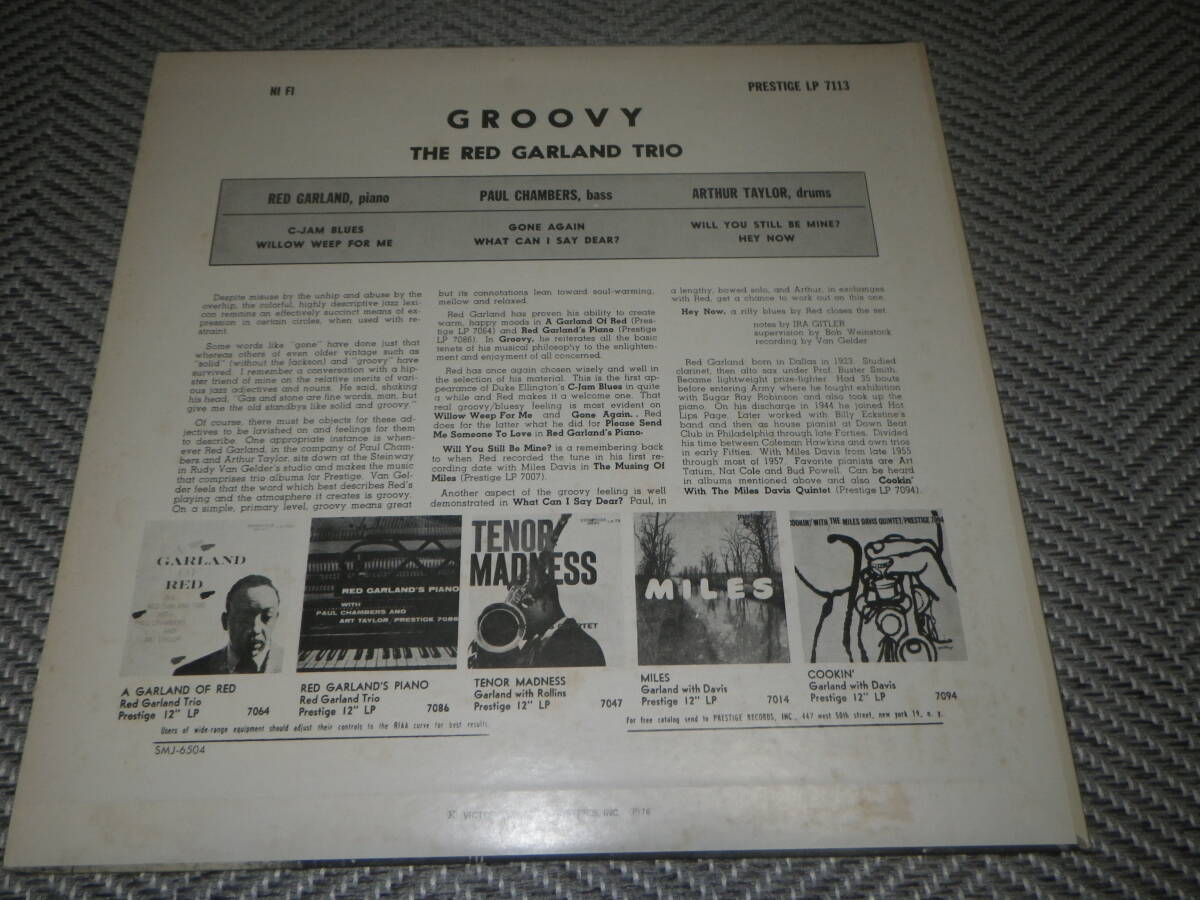 HI FI
PRESTIGE LP 7113
GROOVY
THE RED GARLAND TRIO
RED GARLAND, piano
PAUL CHAMBERS, bass
ARTHUR TAYLOR, drums
C-JAM BLUES
WILLOW WEEP FOR ME
GONE AGAIN
WHAT CAN I SAY DEAR?
WILL YOU STILL BE MINE?
HEY NOW
Despite misuse by the unhip and abuse by the
overhip, the colorful, highly descriptive jazz lexi-
con remains an effectively succinct means of ex-
pression in certain circles, when used with re-
straint.
Some words like "gone" have done just that
whereas others of even older vintage such as
"solid" (without the Jackson) and "groovy" have
survived. I remember a conversation with a hip-
ster friend of mine on the relative merits of vari-
ous jazz adjectives and nouns. He said, shaking
his head, "Gas and stone are fine words, man, but
give me the old standbys like solid and groovy."
Of course, there must be objects for these ad-
jectives to be lavished on and feelings for them
to describe. One appropriate instance is when-
ever Red Garland, in the company of Paul Cham-
bers and Arthur Taylor, sits down at the Steinway
in Rudy Van Gelder's studio and makes the music
that comprises trio albums for Prestige. Van Gel-
der feels that the word which best describes Red's
playing and the atmosphere it creates is groovy.
On a simple, primary level, groovy means great
but its connotations lean toward soul-warming,
mellow and relaxed.
Red Garland has proven his ability to create
warm, happy moods in A Garland Of Red (Pres-
tige LP 7064) and Red Garland's Piano (Prestige
LP 7086). In Groovy, he reiterates all the basic
tenets of his musical philosophy to the enlighten-
ment and enjoyment of all concerned.
Red has once again chosen wisely and well in
the selection of his material. This is the first ap-
pearance of Duke Ellington's C-Jam Blues in quite
a while and Red makes it a welcome one. That
real groovy/bluesy feeling is most evident on
Willow Weep For Me and Gone Again.. Red
does for the latter what he did for Please Send
Me Someone To Love in Red Garland's Piano.
Will You Still Be Mine? is a remembering back
to when Red recorded the tune in his first re-
cording date with Miles Davis in The Musing Of
Miles (Prestige LP 7007).
Another aspect of the groovy feeling is well
demonstrated in What Can I Say Dear? Paul, in
a lengthy, bowed solo, and Arthur, in exchanges
with Red, get a chance to work out on this one.
Hey Now, a riffy blues by Red closes the set.
notes by IRA GITLER
supervision by Bob Weinstock
recording by Van Gelder
Red Garland: born in Dallas in 1923. Studied
clarinet, then alto sax under Prof. Buster Smith.
Became lightweight prize-fighter. Had 35 bouts
before entering Army where he fought exhibition
with Sugar Ray Robinson and also took up the
piano. On his discharge in 1944 he joined Hot
Lips Page. Later worked with Billy Eckstine's
band and then as house pianist at Down Beat
Club in Philadelphia through late Forties. Divided
his time between Coleman Hawkins and own trios
in early Fifties. With Miles Davis from late 1955
through most of 1957. Favorite pianists are Art
Tatum, Nat Cole and Bud Powell. Can be heard
in albums mentioned above and also Cookin'
With The Miles Davis Quintet (Prestige LP 7094).
GARLAND
RED
RED GARLAND'S PIANO
WITH
PAUL CHAMBERS AND
ART TAYLOR, PRESTIGE 7086
TENOR
MADNESS
MILES
COOKIN' WITH THE MILES DAVIS QUINTET/PRESTIGE 7094
A GARLAND OF RED
Red Garland Trio
Prestige 12" LP 7064
RED GARLAND'S PIANO
Red Garland Trio
Prestige 12" LP 7086
TENOR MADNESS
Garland with Rollins
Prestige 12" LP 7047
MILES
Garland with Davis
Prestige 12" LP 7014
COOKIN'
Garland with Davis
Prestige 12" LP 7094
Users of wide-range equipment should adjust their controls to the RIAA curve for best results.
For free catalog send to PRESTIGE RECORDS, INC., 447 west 50th street, new york 19, n. y.
SMJ-6504